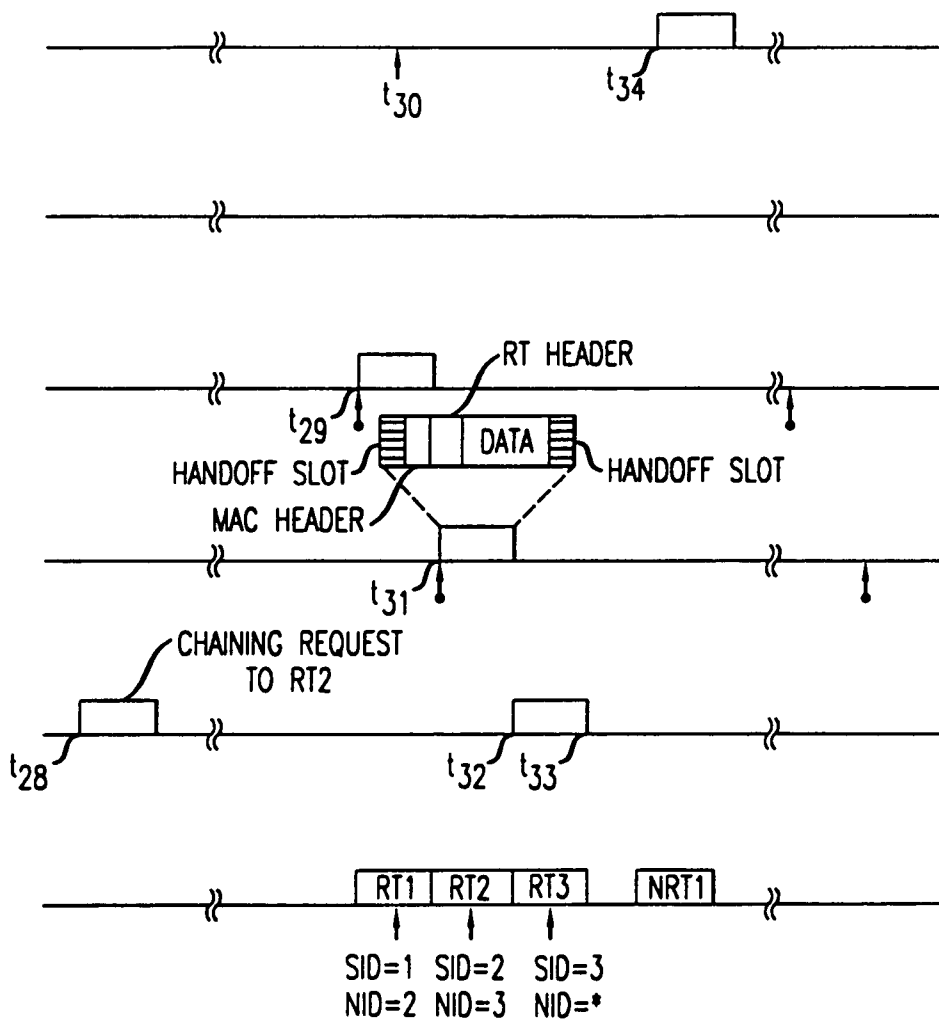 t34
t30
RT HEADER
t29
DATA
HANDOFF SLOT
HANDOFF SLOT
MAC HEADER
t31
CHAINING REQUEST
TO RT2
t28
t32
t33
RT1 RT2 RT3 NRT1
SID=1 SID=2 SID=3
NID=2 NID=3 NID=*